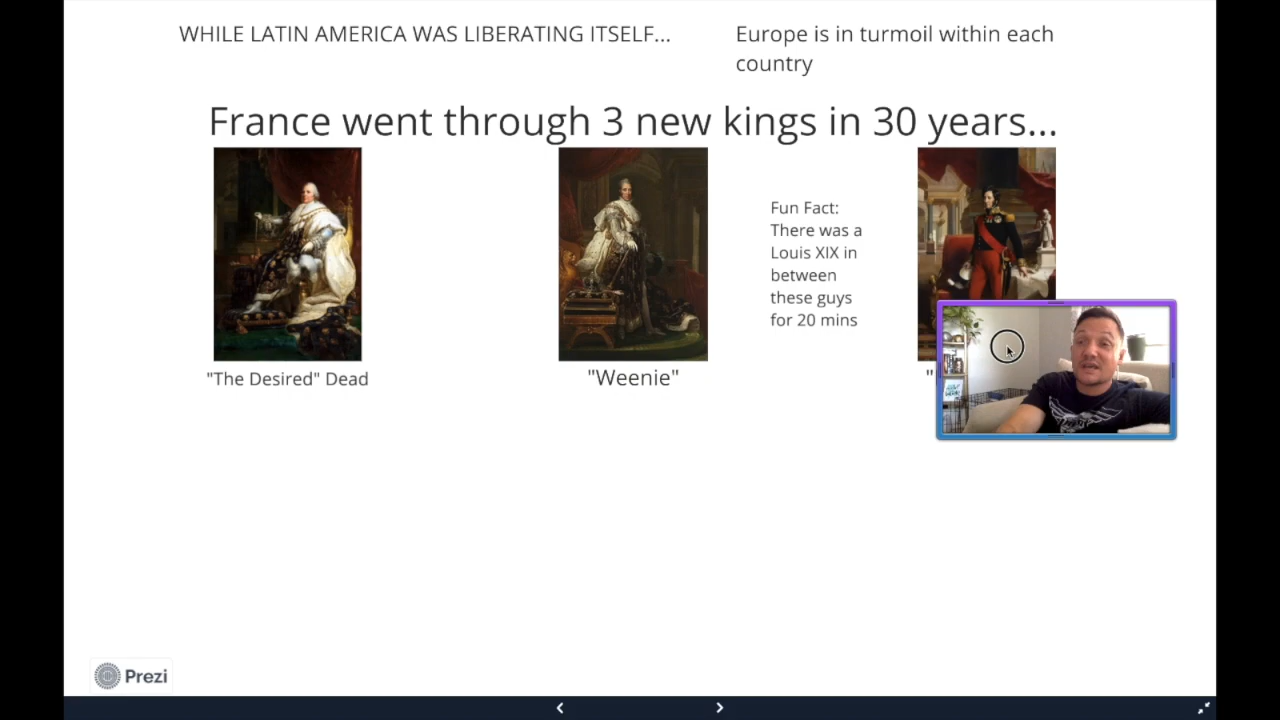 WHILE LATIN AMERICA WAS LIBERATING ITSELF...
Europe is in turmoil within each
country
France went through 3 new kings in 30 years...
Fun Fact:
There was a
Louis XIX in
between
these guys
for 20 mins
"The Desired" Dead
"Weenie"
Prezi